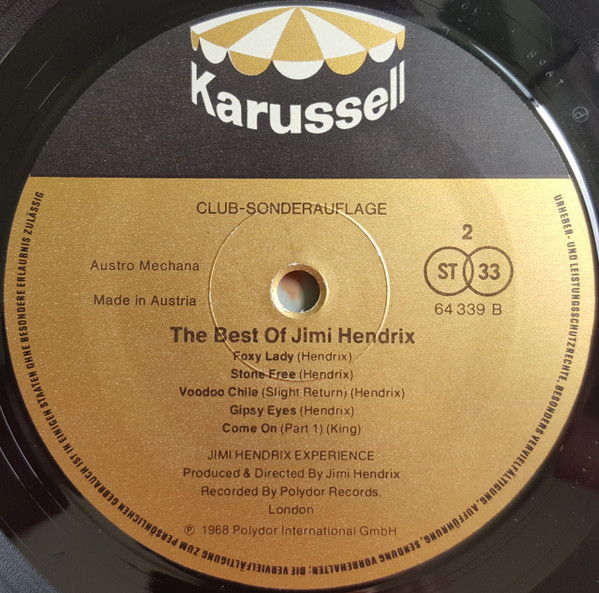 Karussell
CLUB-SONDERAUFLAGE
Austro Mechana
Made in Austria
2
ST 33
64 339 B
The Best Of Jimi Hendrix
Foxy Lady (Hendrix)
Stone Free (Hendrix)
Voodoo Chile (Slight Return) (Hendrix)
Gipsy Eyes (Hendrix)
Come On (Part 1) (King)
JIMI HENDRIX EXPERIENCE
Produced & Directed By Jimi Hendrix
Recorded By Polydor Records,
London
Ⓟ 1968 Polydor International GmbH
URHEBER- UND LEISTUNGSSCHUTZRECHTE, BESONDERS VERVIELFÄLTIGUNG, AUFFÜHRUNG, SENDUNG VORBEHALTEN; DIE VERVIELFÄLTIGUNG ZUM PERSÖNLICHEN GEBRAUCH IST IN EINIGEN STAATEN OHNE BESONDERE ERLAUBNIS ZULÄSSIG
Ⓟ